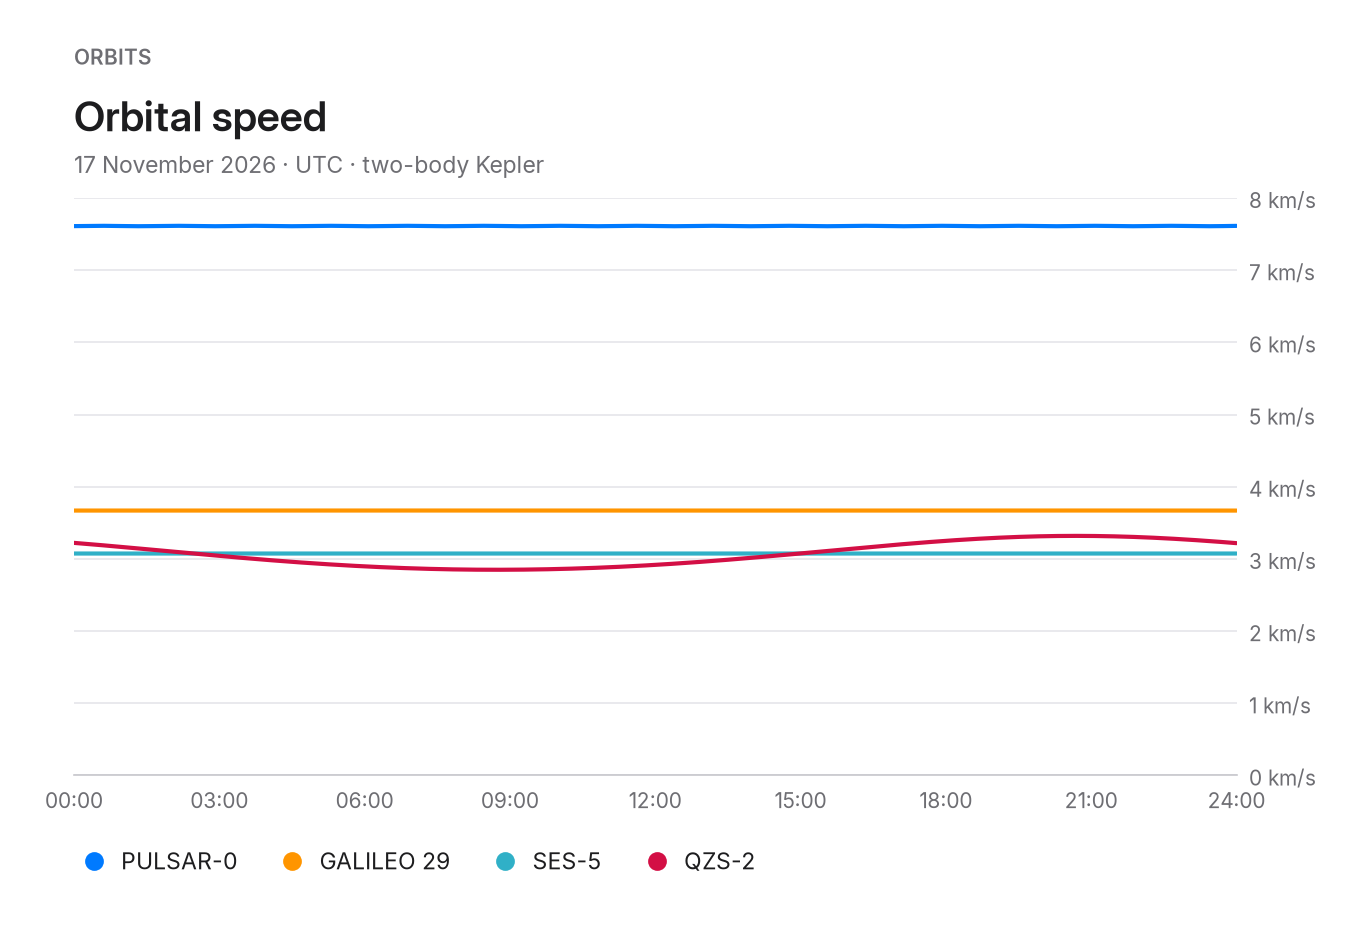 ORBITS
Orbital speed
17 November 2026 · UTC · two-body Kepler
8 km/s
7 km/s
6 km/s
5 km/s
4 km/s
3 km/s
2 km/s
1 km/s
0 km/s
00:00 03:00 06:00 09:00 12:00 15:00 18:00 21:00 24:00
PULSAR-0 GALILEO 29 SES-5 QZS-2